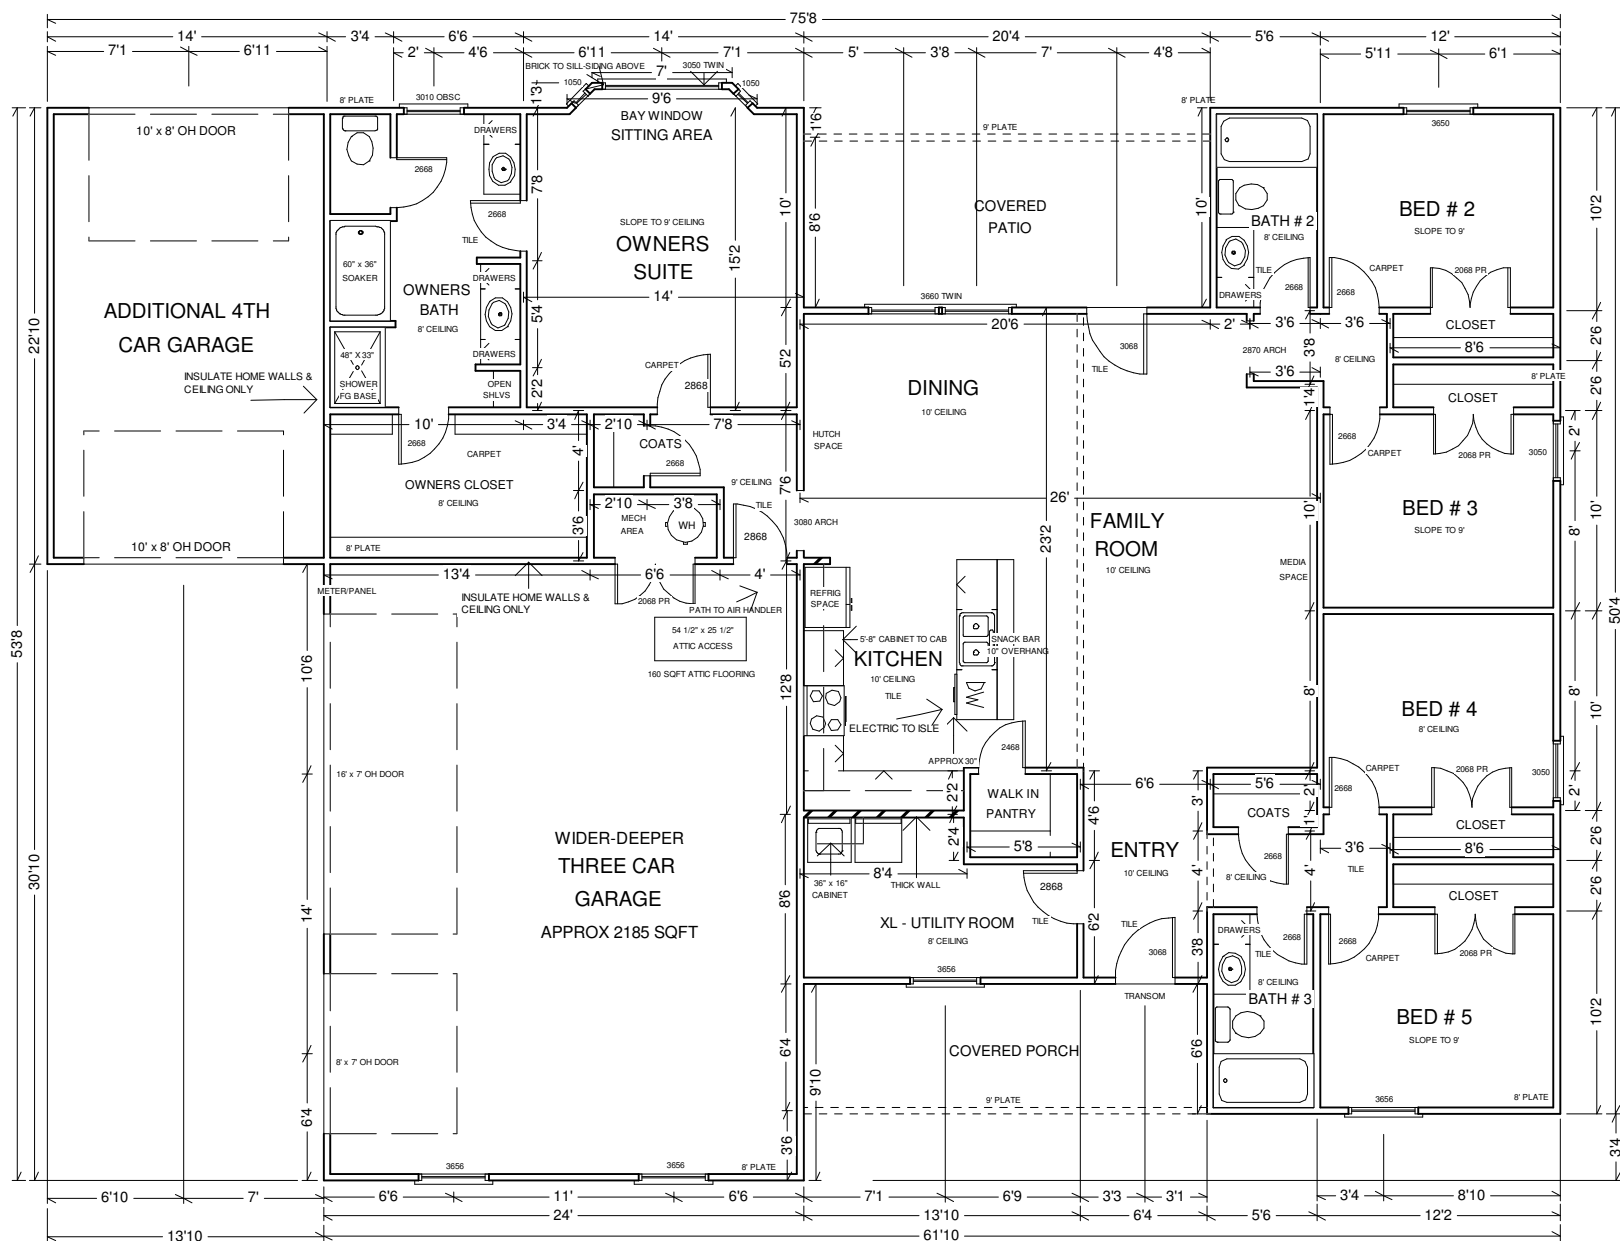 75'8
14'
3'4
6'6
14'
20'4
5'6
12'
7'1
6'11
2'
4'6
6'11
7'1
5'
3'8
7'
4'8
5'11
6'1
BRICK TO SILL-SIDING ABOVE
7'
3050 TWIN
1050
1050
9'6
1'3
8' PLATE
3010 OBSC
BAY WINDOW
SITTING AREA
1'6
9' PLATE
8' PLATE
3650
10' x 8' OH DOOR
DRAWERS
2668
7'8
2668
TILE
SLOPE TO 9' CEILING
OWNERS
SUITE
15'2
10'
8'6
COVERED
PATIO
10'
BATH # 2
8' CEILING
TILE
DRAWERS
2668
BED # 2
SLOPE TO 9'
CARPET
2068 PR
2668
10'2
60" x 36"
SOAKER
OWNERS
BATH
8' CEILING
DRAWERS
DRAWERS
14'
5'4
3660 TWIN
20'6
2'
3'6
3'6
CLOSET
8'6
2'6
ADDITIONAL 4TH
CAR GARAGE
22'10
48" X 33"
SHOWER
FG BASE
INSULATE HOME WALLS &
CEILING ONLY
OPEN
SHLVS
2'2
CARPET
2868
5'2
3068
TILE
2870 ARCH
3'8
8' CEILING
3'6
1'4
8' PLATE
CLOSET
2'6
DINING
10' CEILING
10'
3'4
2'10
7'8
2668
CARPET
4'
COATS
2668
HUTCH
SPACE
2668
CARPET
2068 PR
3050
2'
OWNERS CLOSET
8' CEILING
9' CEILING
7'6
26'
10'
BED # 3
SLOPE TO 9'
8'
10'
2'10
3'8
TILE
MECH
AREA
WH
3080 ARCH
2868
3'6
23'2
FAMILY
ROOM
10' CEILING
10' x 8' OH DOOR
8' PLATE
13'4
6'6
4'
METER/PANEL
INSULATE HOME WALLS &
CEILING ONLY
2068 PR
PATH TO AIR HANDLER
REFRIG
SPACE
MEDIA
SPACE
54 1/2" x 25 1/2"
ATTIC ACCESS
160 SQFT ATTIC FLOORING
5'-8" CABINET TO CAB
KITCHEN
10' CEILING
TILE
SNACK BAR
10" OVERHANG
DW
ELECTRIC TO ISLE
53'8
50'4
10'6
12'8
8'
BED # 4
8' CEILING
8'
10'
16' x 7' OH DOOR
APPROX 30"
2468
2'2
WALK IN
PANTRY
5'8
2'4
4'6
6'6
3'
5'6
2'
COATS
1'
CARPET
2668
2068 PR
3050
2'
CLOSET
8'6
2'6
30'10
WIDER-DEEPER
THREE CAR
GARAGE
APPROX 2185 SQFT
14'
8'6
36" x 16"
CABINET
8'4
THICK WALL
ENTRY
10' CEILING
2868
TILE
XL - UTILITY ROOM
8' CEILING
3656
6'2
TILE
3068
TRANSOM
4'
3'8
2668
8' CEILING
4'
3'6
TILE
CLOSET
2'6
DRAWERS
2668
TILE
8' CEILING
BATH # 3
2668
CARPET
2068 PR
BED # 5
SLOPE TO 9'
10'2
8' x 7' OH DOOR
6'4
6'4
9'10
COVERED PORCH
6'6
9' PLATE
3656
8' PLATE
3'6
3656
3656
8' PLATE
3'4
6'10
7'
6'6
11'
6'6
7'1
6'9
3'3
3'1
3'4
8'10
24'
13'10
6'4
5'6
12'2
13'10
61'10